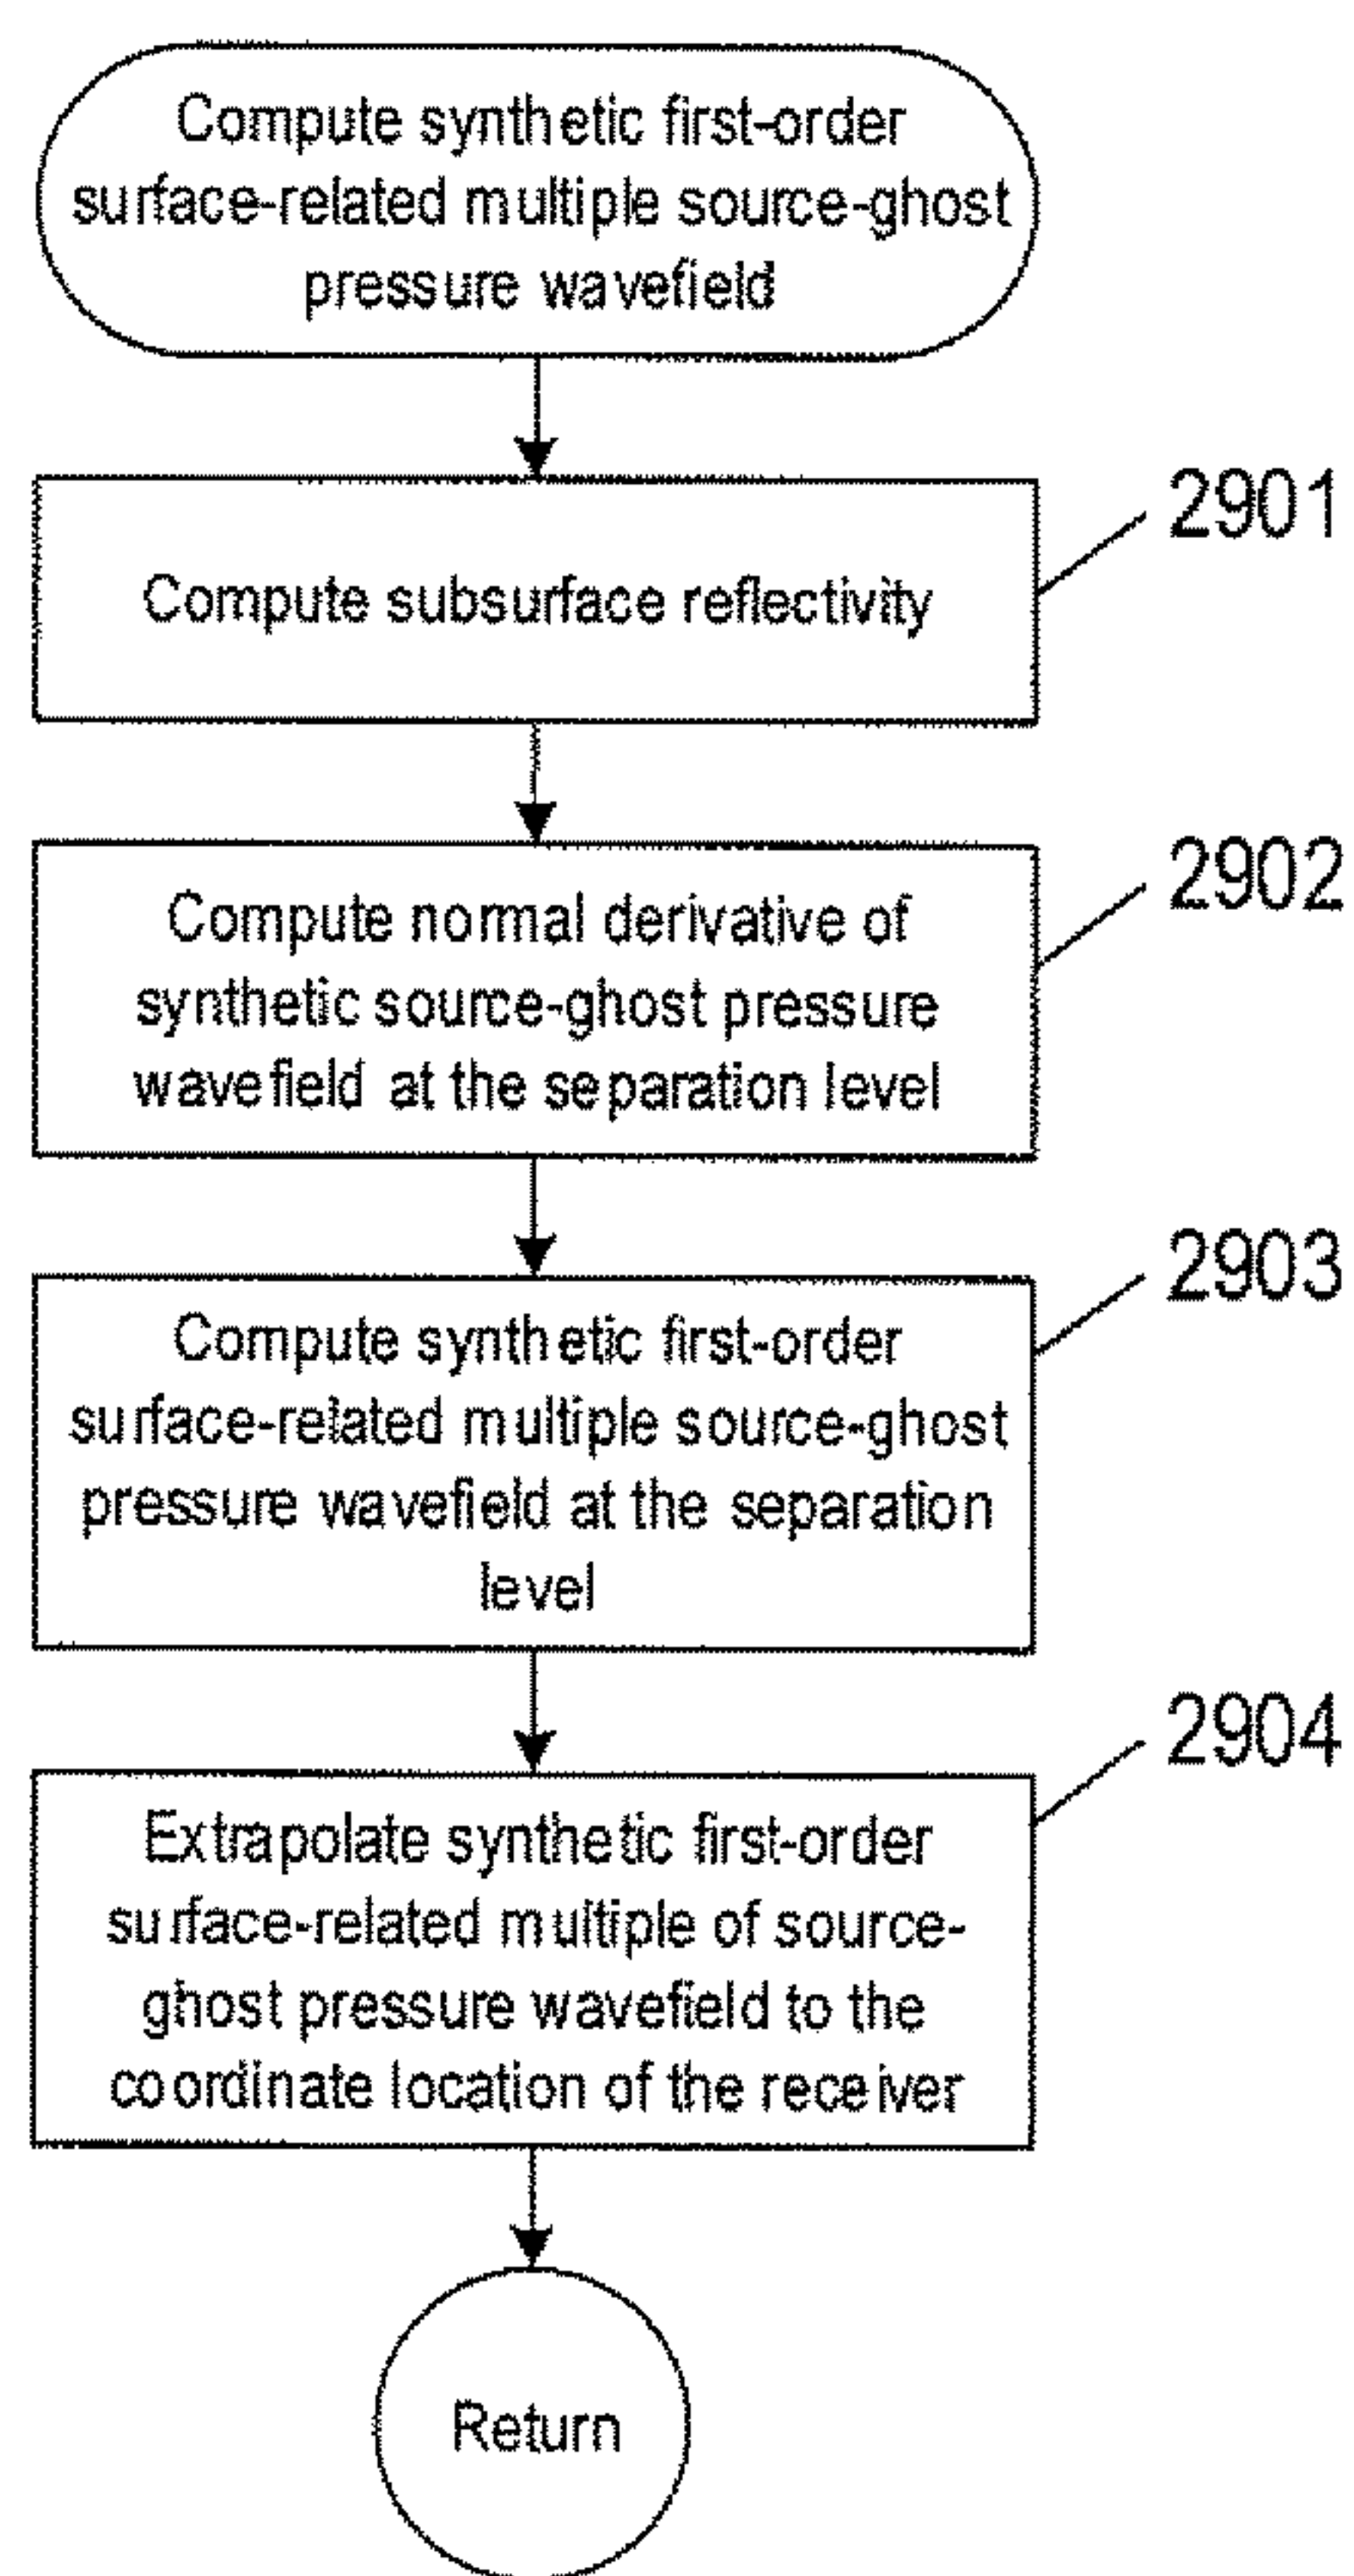 Compute synthetic first-order
surface-related multiple source-ghost
pressure wavefield
2901
Compute subsurface reflectivity
2902
Compute normal derivative of
synthetic source-ghost pressure
wavefield at the separation level
2903
Compute synthetic first-order
surface-related multiple source-ghost
pressure wavefield at the separation
level
2904
Extrapolate synthetic first-order
surface-related multiple of source-
ghost pressure wavefield to the
coordinate location of the receiver
Return